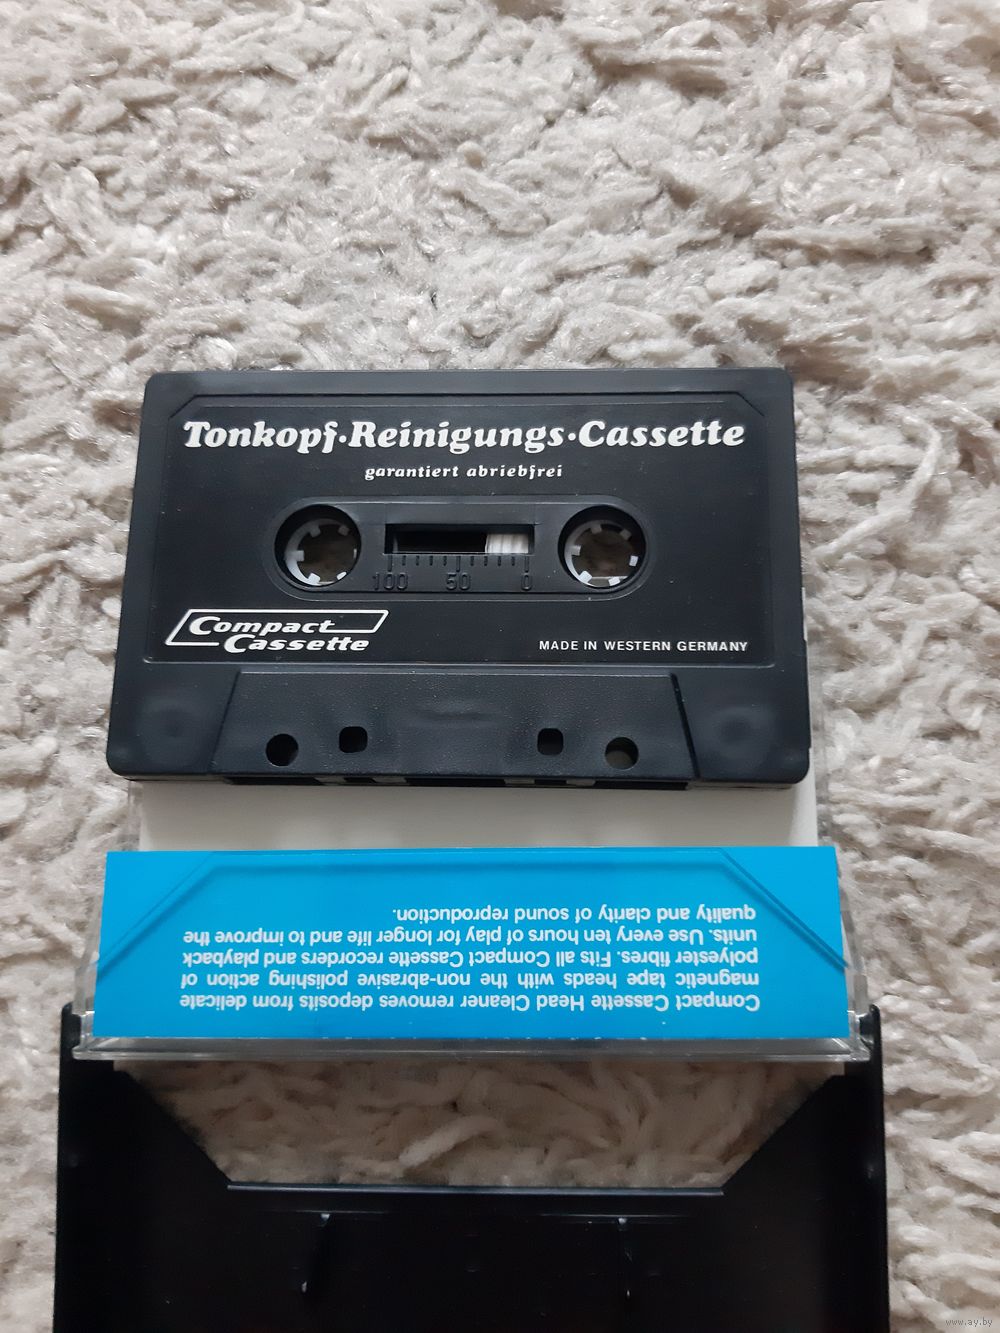 Tonkopf·Reinigungs·Cassette
garantiert abriebfrei
100 50 0
Compact
Cassette
MADE IN WESTERN GERMANY
Compact Cassette Head Cleaner removes deposits from delicate
magnetic tape heads with the non-abrasive polishing action of
polyester fibres. Fits all Compact Cassette recorders and playback
units. Use every ten hours of play for longer life and to improve the
quality and clarity of sound reproduction.
www.ay.by